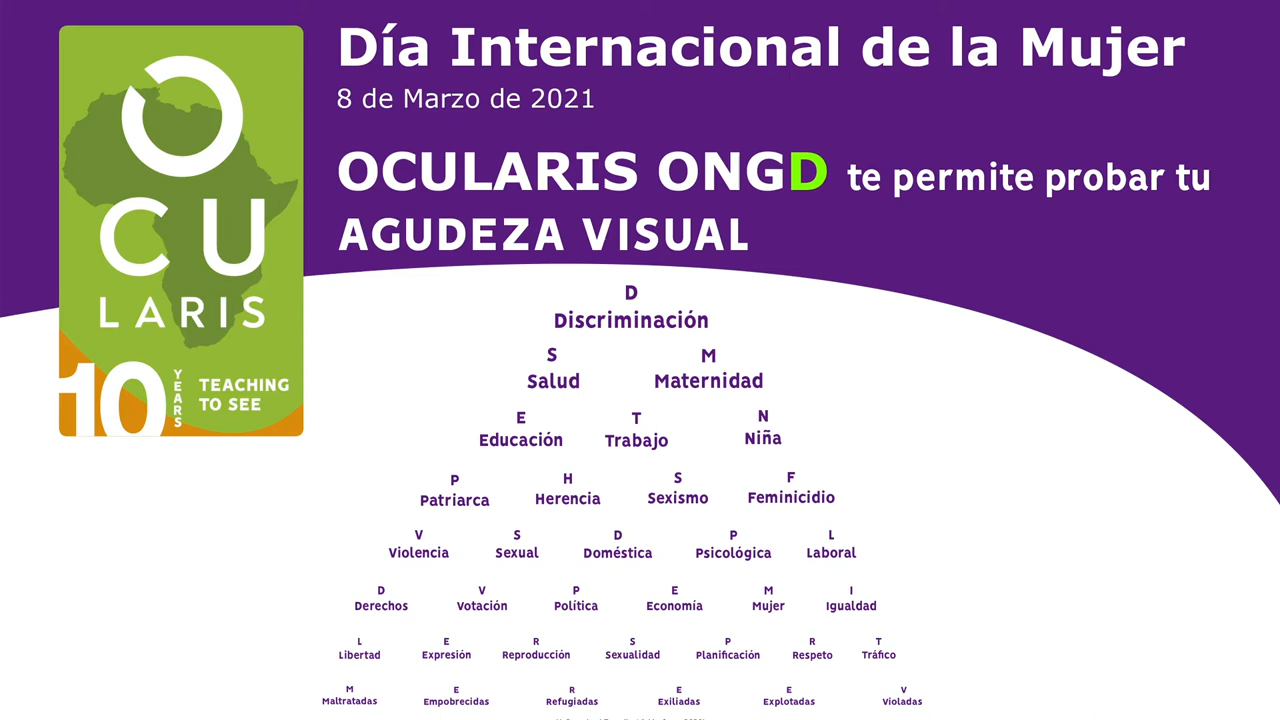 O
CU
LARIS
10 YEARS TEACHING
TO SEE
Día Internacional de la Mujer
8 de Marzo de 2021
OCULARIS ONGD te permite probar tu
AGUDEZA VISUAL
D
Discriminación
S M
Salud Maternidad
E T N
Educación Trabajo Niña
P H S F
Patriarca Herencia Sexismo Feminicidio
V S D P L
Violencia Sexual Doméstica Psicológica Laboral
D V P E M I
Derechos Votación Política Economía Mujer Igualdad
L E R S P R T
Libertad Expresión Reproducción Sexualidad Planificación Respeto Tráfico
M E R E E V
Maltratadas Empobrecidas Refugiadas Exiliadas Explotadas Violadas